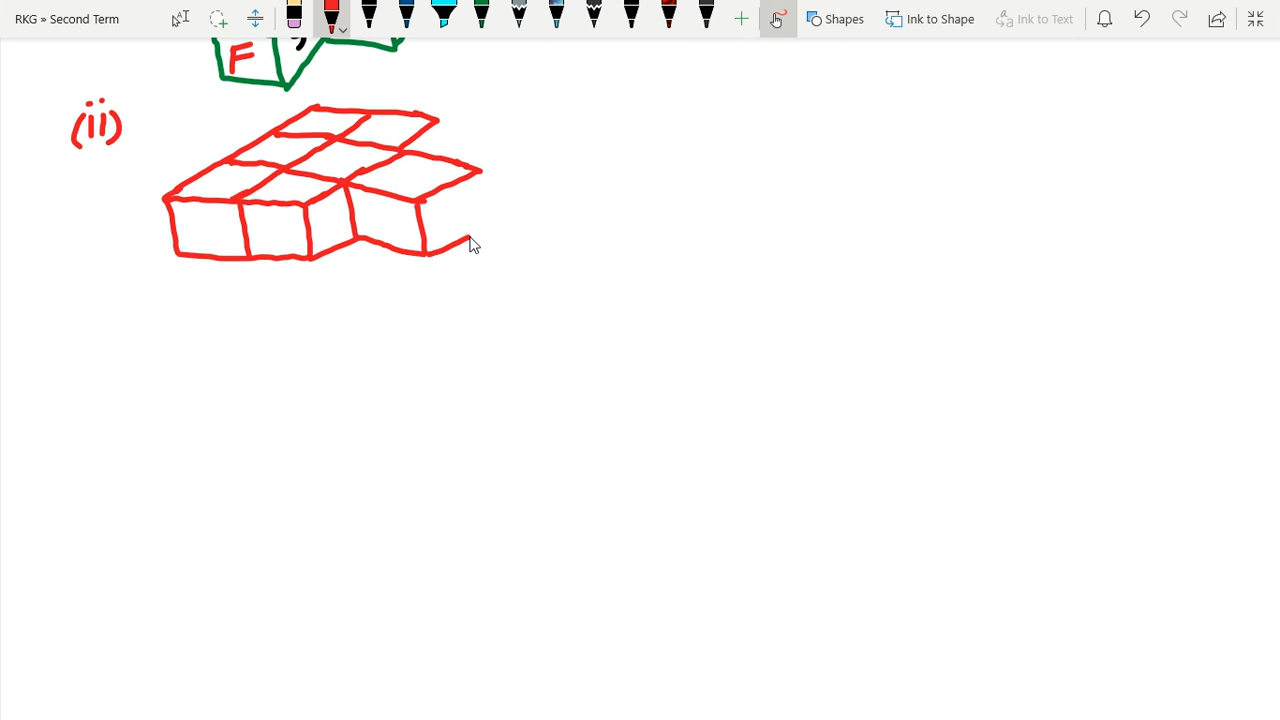 RKG » Second Term
Shapes
Ink to Shape
Ink to Text
F
(ii)